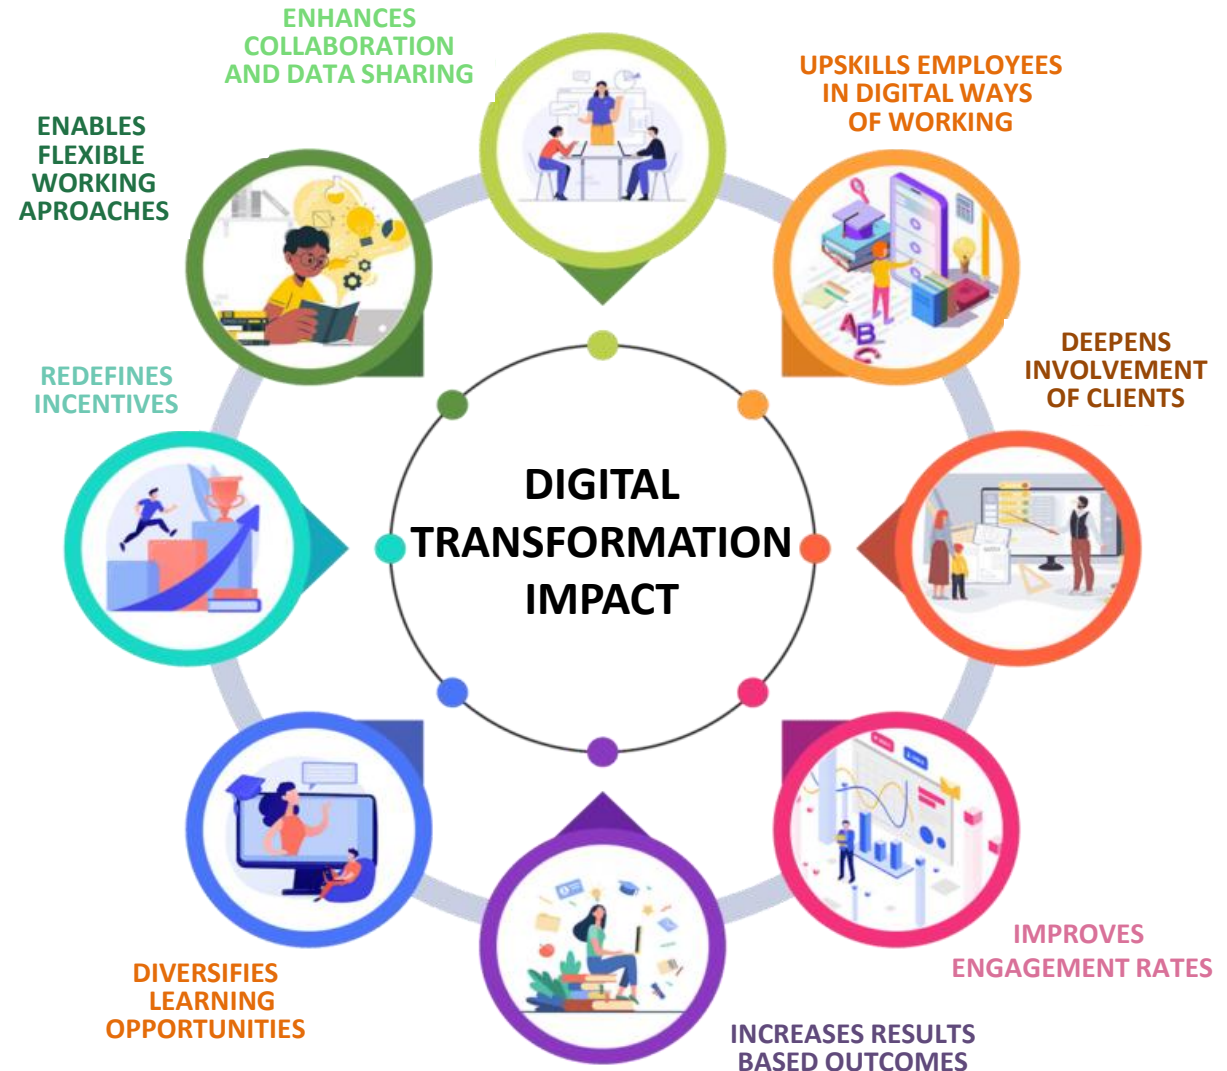 ENHANCES
COLLABORATION
AND DATA SHARING
UPSKILLS EMPLOYEES
IN DIGITAL WAYS
OF WORKING
ENABLES
FLEXIBLE
WORKING
APROACHES
DEEPENS
INVOLVEMENT
OF CLIENTS
REDEFINES
INCENTIVES
DIGITAL
TRANSFORMATION
IMPACT
IMPROVES
ENGAGEMENT RATES
DIVERSIFIES
LEARNING
OPPORTUNITIES
INCREASES RESULTS
BASED OUTCOMES
A B
C